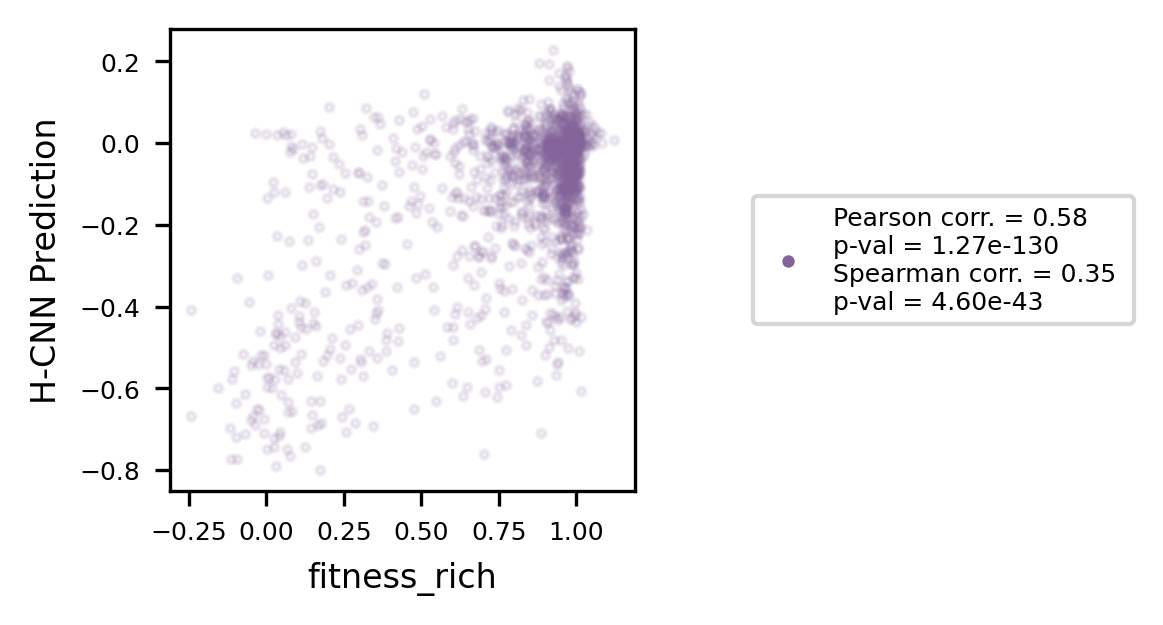 H-CNN Prediction
0.2
0.0
−0.2
−0.4
−0.6
−0.8
−0.25 0.00 0.25 0.50 0.75 1.00
fitness_rich
Pearson corr. = 0.58
p-val = 1.27e-130
Spearman corr. = 0.35
p-val = 4.60e-43